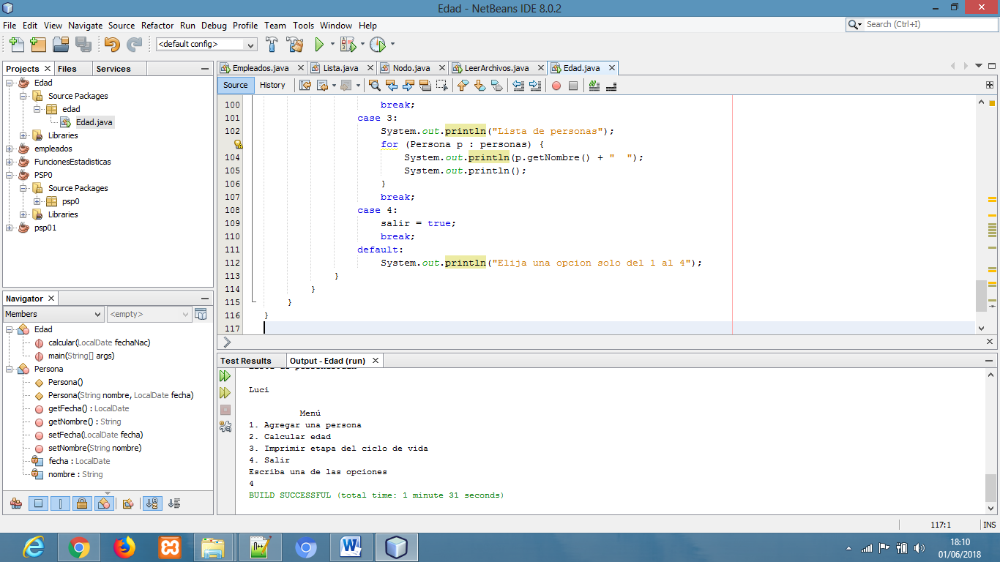 Edad - NetBeans IDE 8.0.2
File Edit View Navigate Source Refactor Run Debug Profile Team Tools Window Help
Search (Ctrl+I)
<default config>
Projects Files Services
Edad
Source Packages
edad
Edad.java
Libraries
empleados
FuncionesEstadisticas
PSP0
Source Packages
psp0
Libraries
psp01
Navigator
Members <empty>
Edad
calcular(LocalDate fechaNac)
main(String[] args)
Persona
Persona()
Persona(String nombre, LocalDate fecha)
getFecha() : LocalDate
getNombre() : String
setFecha(LocalDate fecha)
setNombre(String nombre)
fecha : LocalDate
nombre : String
Empleados.java Lista.java Nodo.java LeerArchivos.java Edad.java
Source History
100 break;
101 case 3:
102 System.out.println("Lista de personas");
for (Persona p : personas) {
104 System.out.println(p.getNombre() + "  ");
105 System.out.println();
106 }
107 break;
108 case 4:
109 salir = true;
110 break;
111 default:
112 System.out.println("Elija una opcion solo del 1 al 4");
113 }
114 }
115 }
116 }
117
Test Results Output - Edad (run)
Luci
Menú
1. Agregar una persona
2. Calcular edad
3. Imprimir etapa del ciclo de vida
4. Salir
Escriba una de las opciones
4
BUILD SUCCESSFUL (total time: 1 minute 31 seconds)
117:1 INS
18:10
01/06/2018